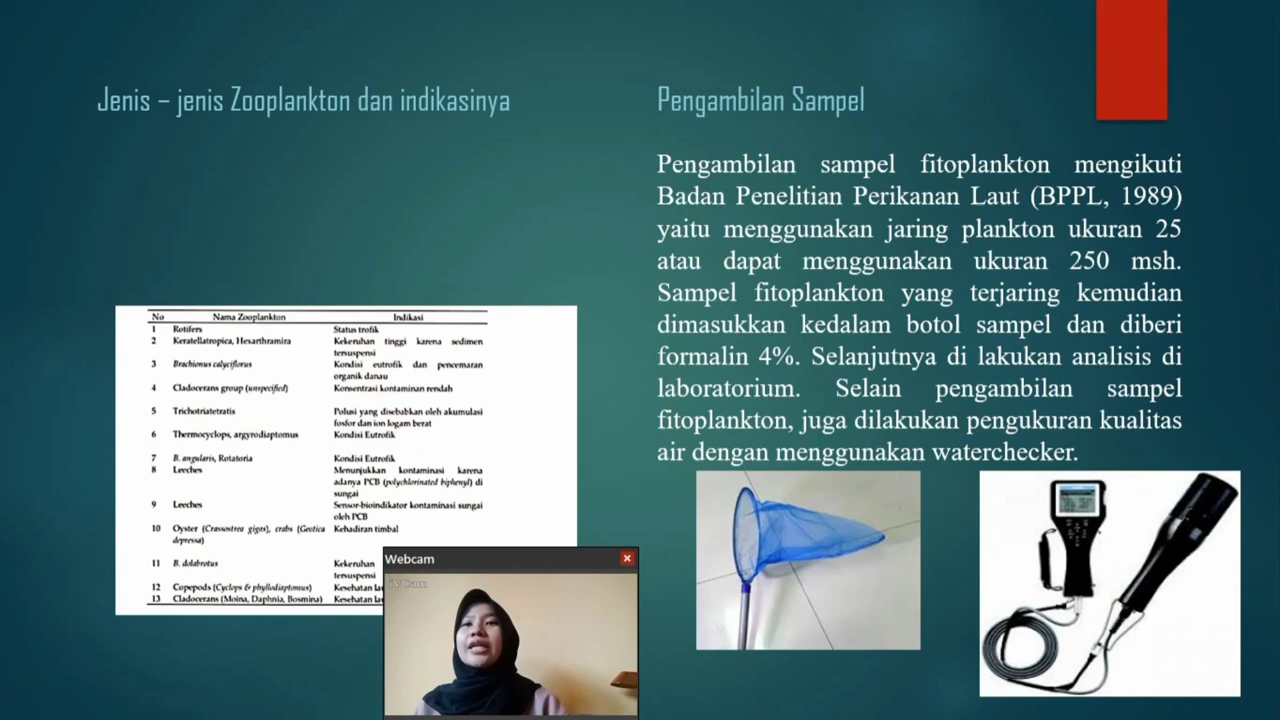 Jenis – jenis Zooplankton dan indikasinya
No Nama Zooplankton Indikasi
1 Rotifers Status trofik
2 Keratellatropica, Hexarthramira Kekeruhan tinggi karena sedimen
tersuspensi
3 Brachionus calyciflorus Kondisi eutrofik dan pencemaran
organik danau
4 Cladocerans group (unspecified) Konsentrasi kontaminan rendah
5 Trichotriatetratis Polusi yang disebabkan oleh akumulasi
fosfor dan ion logam berat
6 Thermocyclops, argyrodiaptomus Kondisi Eutrofik
7 B. angularis, Rotatoria Kondisi Eutrofik
8 Leeches Menunjukkan kontaminasi karena
adanya PCB (polychlorinated biphenyl) di
sungai
9 Leeches Sensor-bioindikator kontaminasi sungai
oleh PCB
10 Oyster (Crassostrea gigas), crabs (Geotica Kehadiran timbal
depressa)
11 B. dolabrotus Kekeruhan
tersuspensi
12 Copepods (Cyclops & phyllodiaptomus) Kesehatan
13 Cladocerans (Moina, Daphnia, Bosmina) Kesehatan
Webcam
iVCam
Pengambilan Sampel
Pengambilan sampel fitoplankton mengikuti
Badan Penelitian Perikanan Laut (BPPL, 1989)
yaitu menggunakan jaring plankton ukuran 25
atau dapat menggunakan ukuran 250 msh.
Sampel fitoplankton yang terjaring kemudian
dimasukkan kedalam botol sampel dan diberi
formalin 4%. Selanjutnya di lakukan analisis di
laboratorium. Selain pengambilan sampel
fitoplankton, juga dilakukan pengukuran kualitas
air dengan menggunakan waterchecker.